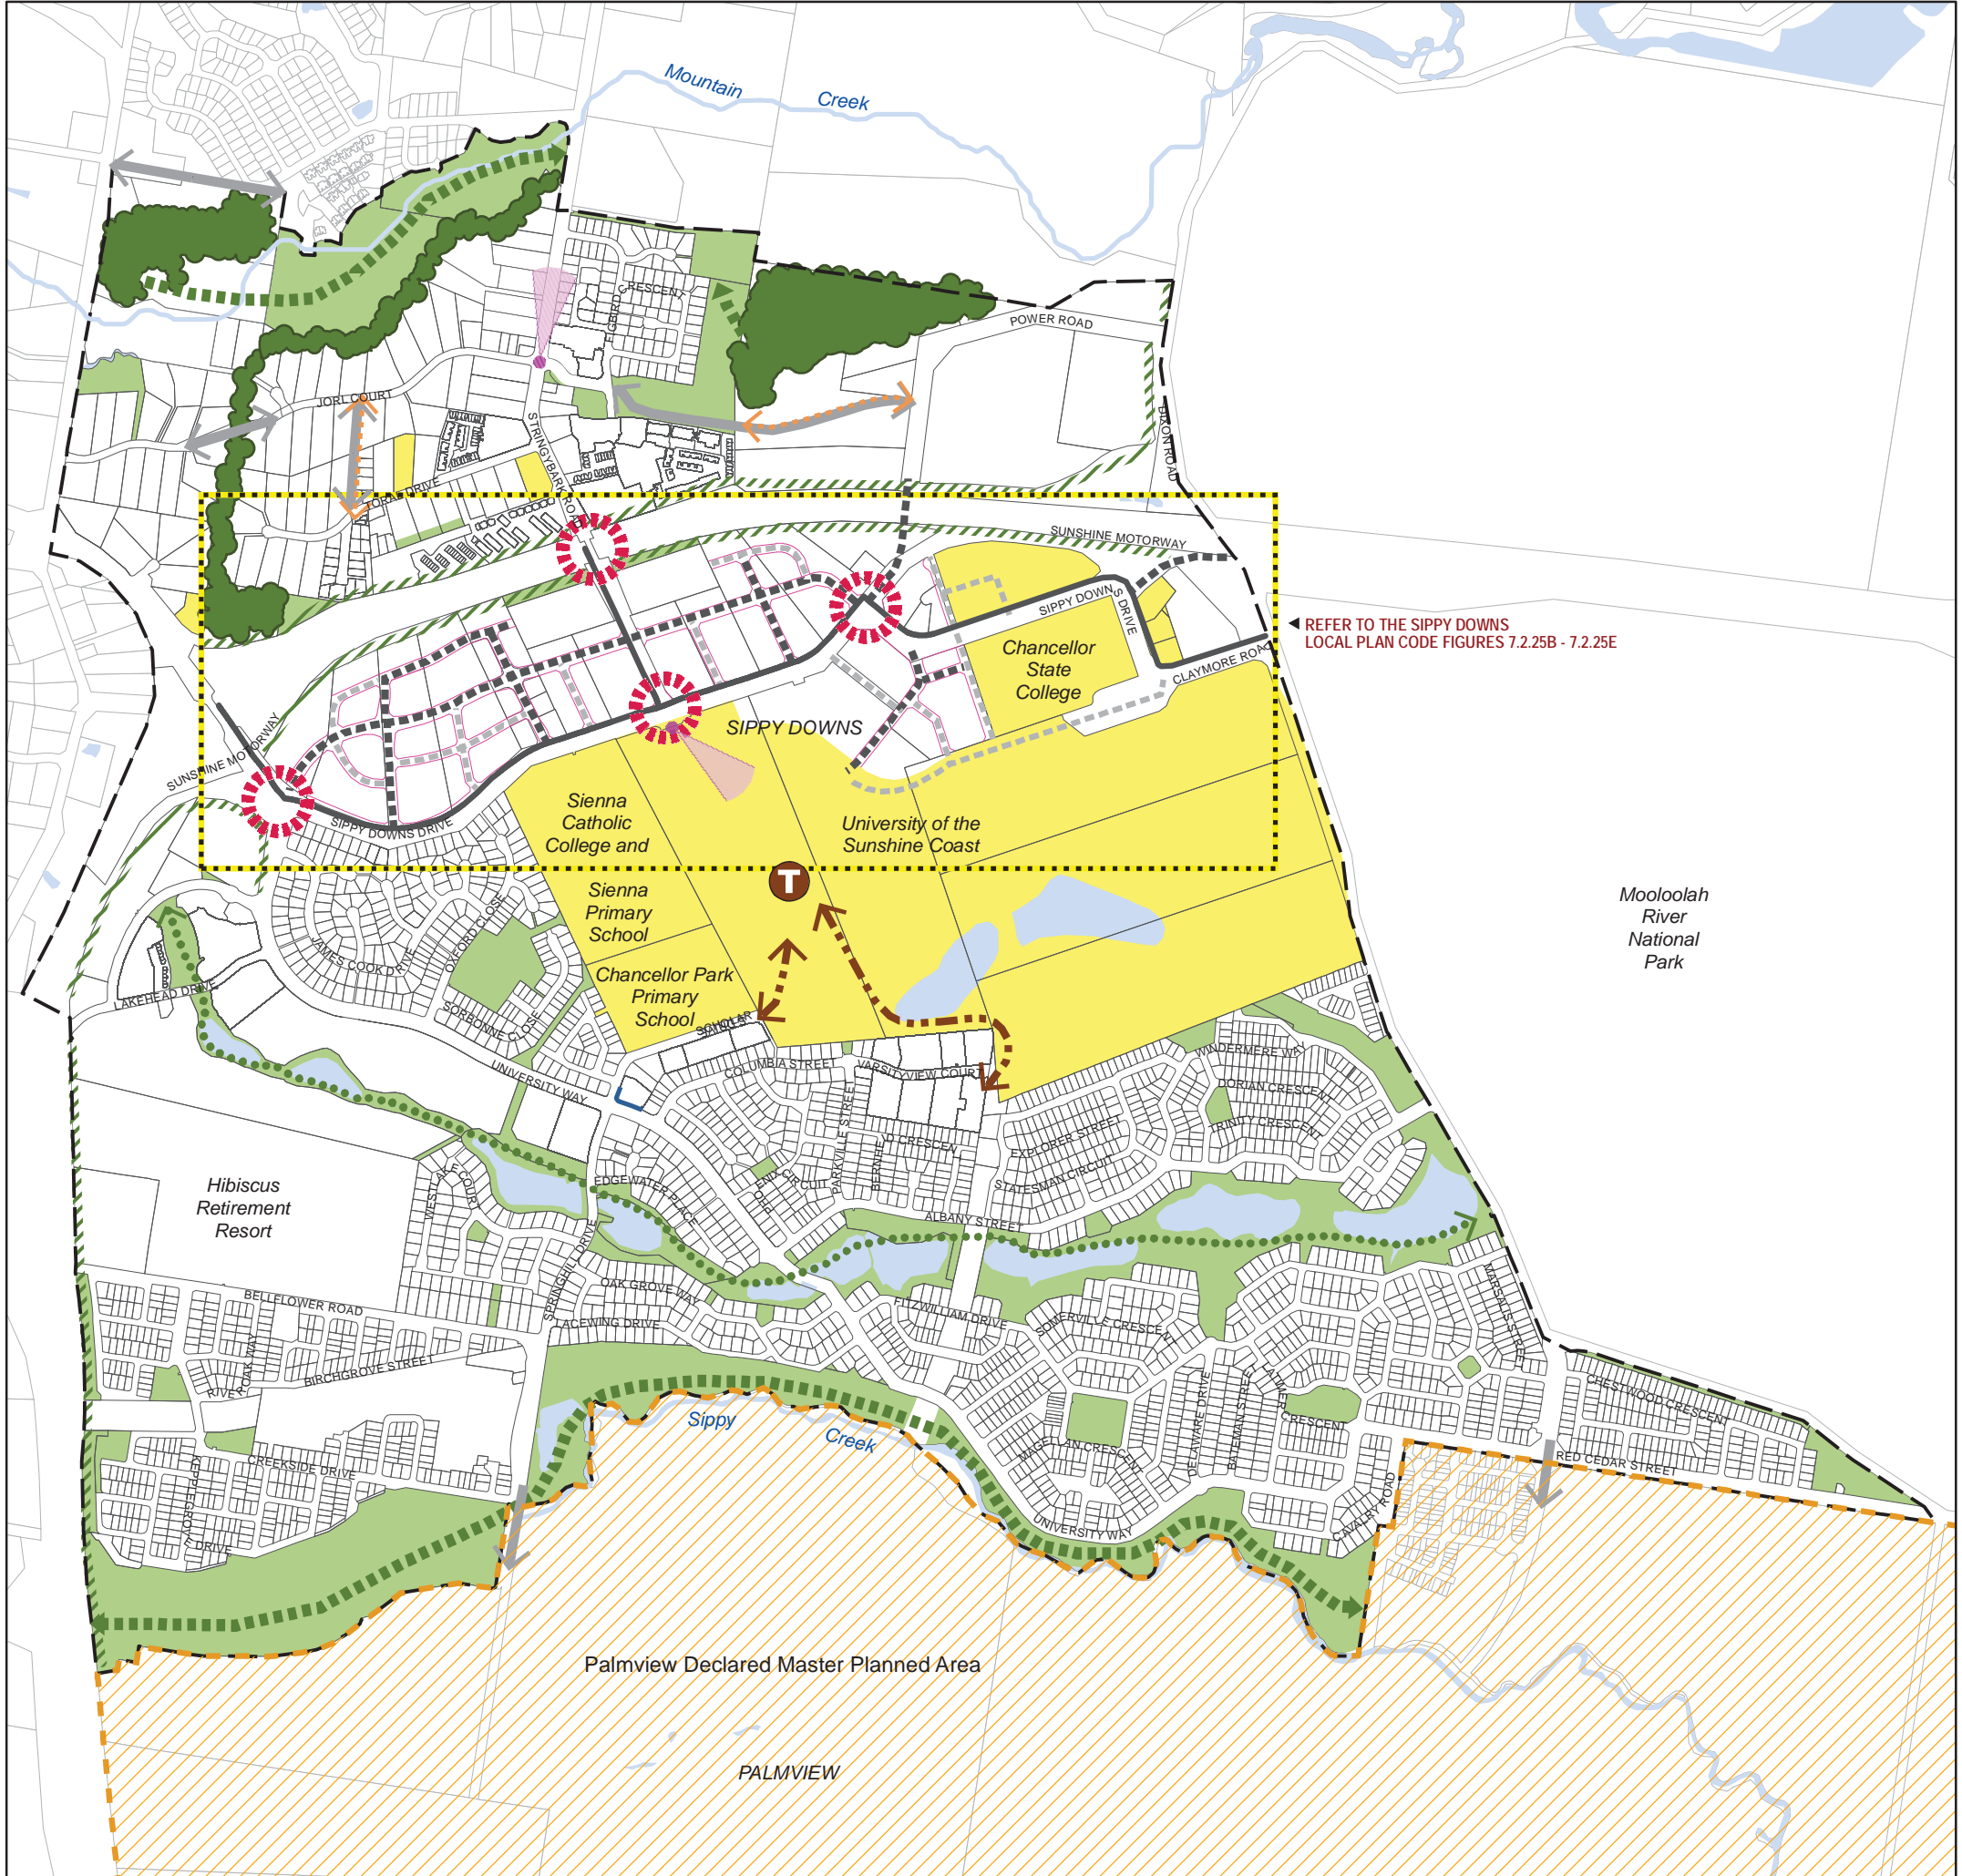 Mountain
Creek
CRESCENT
FIGBIRD
POWER ROAD
JORL COURT
STRINGYBARK ROAD
DIXON ROAD
TORAL DRIVE
SUNSHINE MOTORWAY
SIPPY DOWNS DRIVE
REFER TO THE SIPPY DOWNS
LOCAL PLAN CODE FIGURES 7.2.25B - 7.2.25E
Chancellor
State
College
CLAYMORE ROAD
SIPPY DOWNS
SUNSHINE MOTORWAY
SIPPY DOWNS DRIVE
Sienna
Catholic
College and
University of the
Sunshine Coast
T
Sienna
Primary
School
Mooloolah
River
National
Park
JAMES COOK DRIVE
OXFORD CLOSE
LAKEHEAD DRIVE
SORBONNE CLOSE
Chancellor Park
Primary
School
SCHOLAR
COLUMBIA STREET
VARSITYVIEW COURT
UNIVERSITY WAY
WINDERMERE WAY
DORIAN CRESCENT
TRINITY CRESCENT
EXPLORER STREET
STATESMAN CIRCUIT
PARKVILLE STREET
EDGEWATER PLACE
ALBANY STREET
WESTLAKE COURT
Hibiscus
Retirement
Resort
SPRINGHILL DRIVE
OAK GROVE WAY
LACEWING DRIVE
BELLFLOWER ROAD
FITZWILLIAM DRIVE
SOMERVILLE CRESCENT
MARSALIS STREE
RIVEROAK WAY
BIRCHGROVE STREET
LATIMER CRESCENT
DELAWARE DRIVE
BATEMAN STREET
CHESTWOOD CRESCENT
Sippy
Creek
MAGELLAN CRESCENT
CREEKSIDE DRIVE
KEPPLEGROVE DRIVE
RED CEDAR STREET
CAVALRY ROAD
UNIVERSITY WAY
Palmview Declared Master Planned Area
PALMVIEW